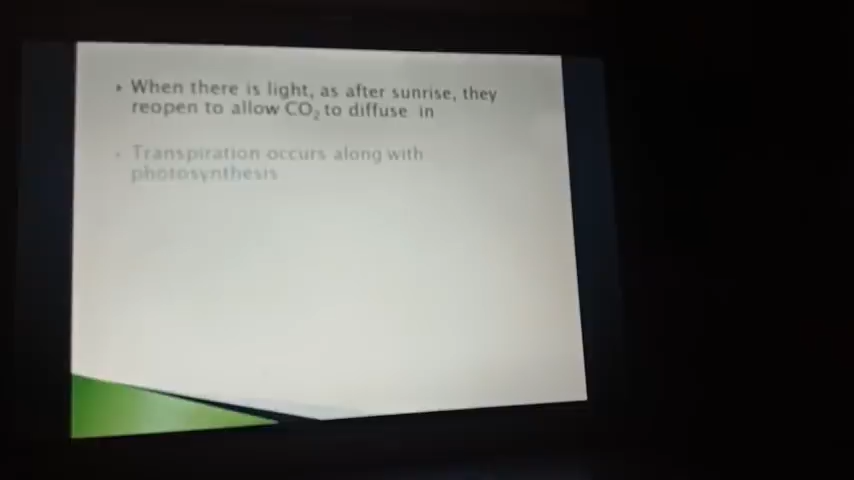 When there is light, as after sunrise, they
reopen to allow CO₂ to diffuse in
Transpiration occurs along with
photosynthesis